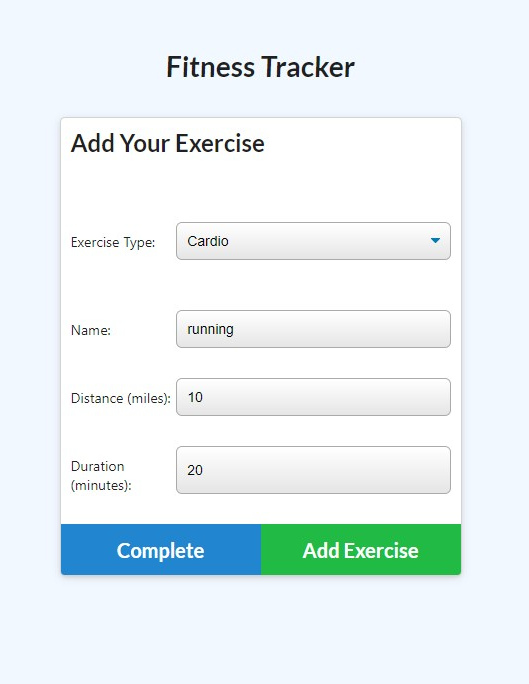 Fitness Tracker
Add Your Exercise
Exercise Type: Cardio
Name: running
Distance (miles): 10
Duration
(minutes): 20
Complete Add Exercise